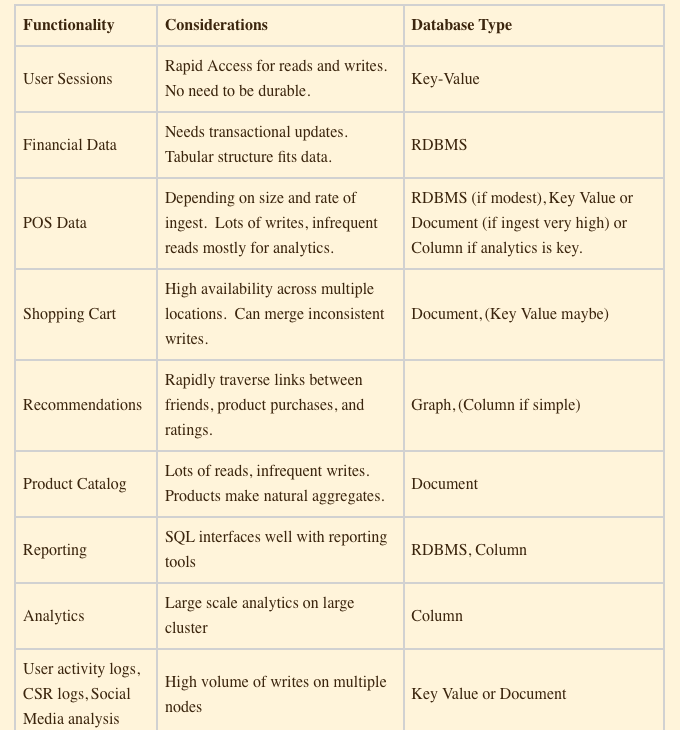 Functionality Considerations Database Type
User Sessions
Rapid Access for reads and writes.
No need to be durable.
Key-Value
Financial Data
Needs transactional updates.
Tabular structure fits data.
RDBMS
POS Data
Depending on size and rate of
ingest.  Lots of writes, infrequent
reads mostly for analytics.
RDBMS (if modest), Key Value or
Document (if ingest very high) or
Column if analytics is key.
Shopping Cart
High availability across multiple
locations.  Can merge inconsistent
writes.
Document, (Key Value maybe)
Recommendations
Rapidly traverse links between
friends, product purchases, and
ratings.
Graph, (Column if simple)
Product Catalog
Lots of reads, infrequent writes.
Products make natural aggregates.
Document
Reporting
SQL interfaces well with reporting
tools
RDBMS, Column
Analytics
Large scale analytics on large
cluster
Column
User activity logs,
CSR logs, Social
Media analysis
High volume of writes on multiple
nodes
Key Value or Document